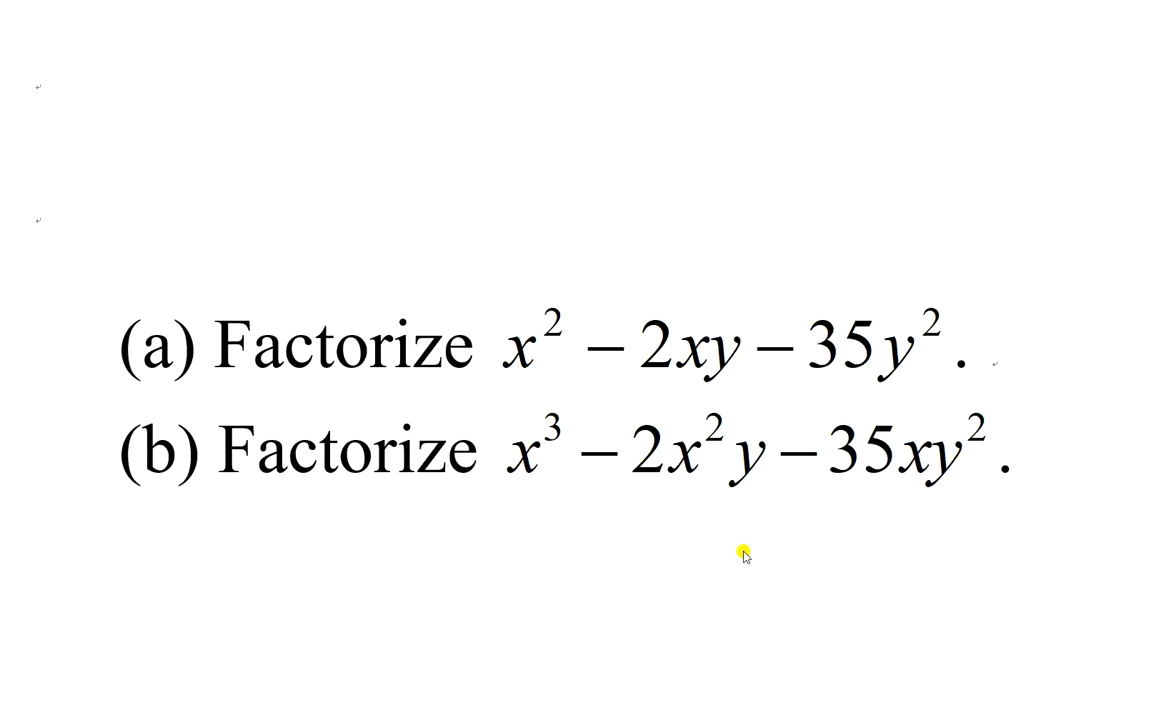 (a) Factorize x² – 2xy – 35y².
(b) Factorize x³ – 2x²y – 35xy².